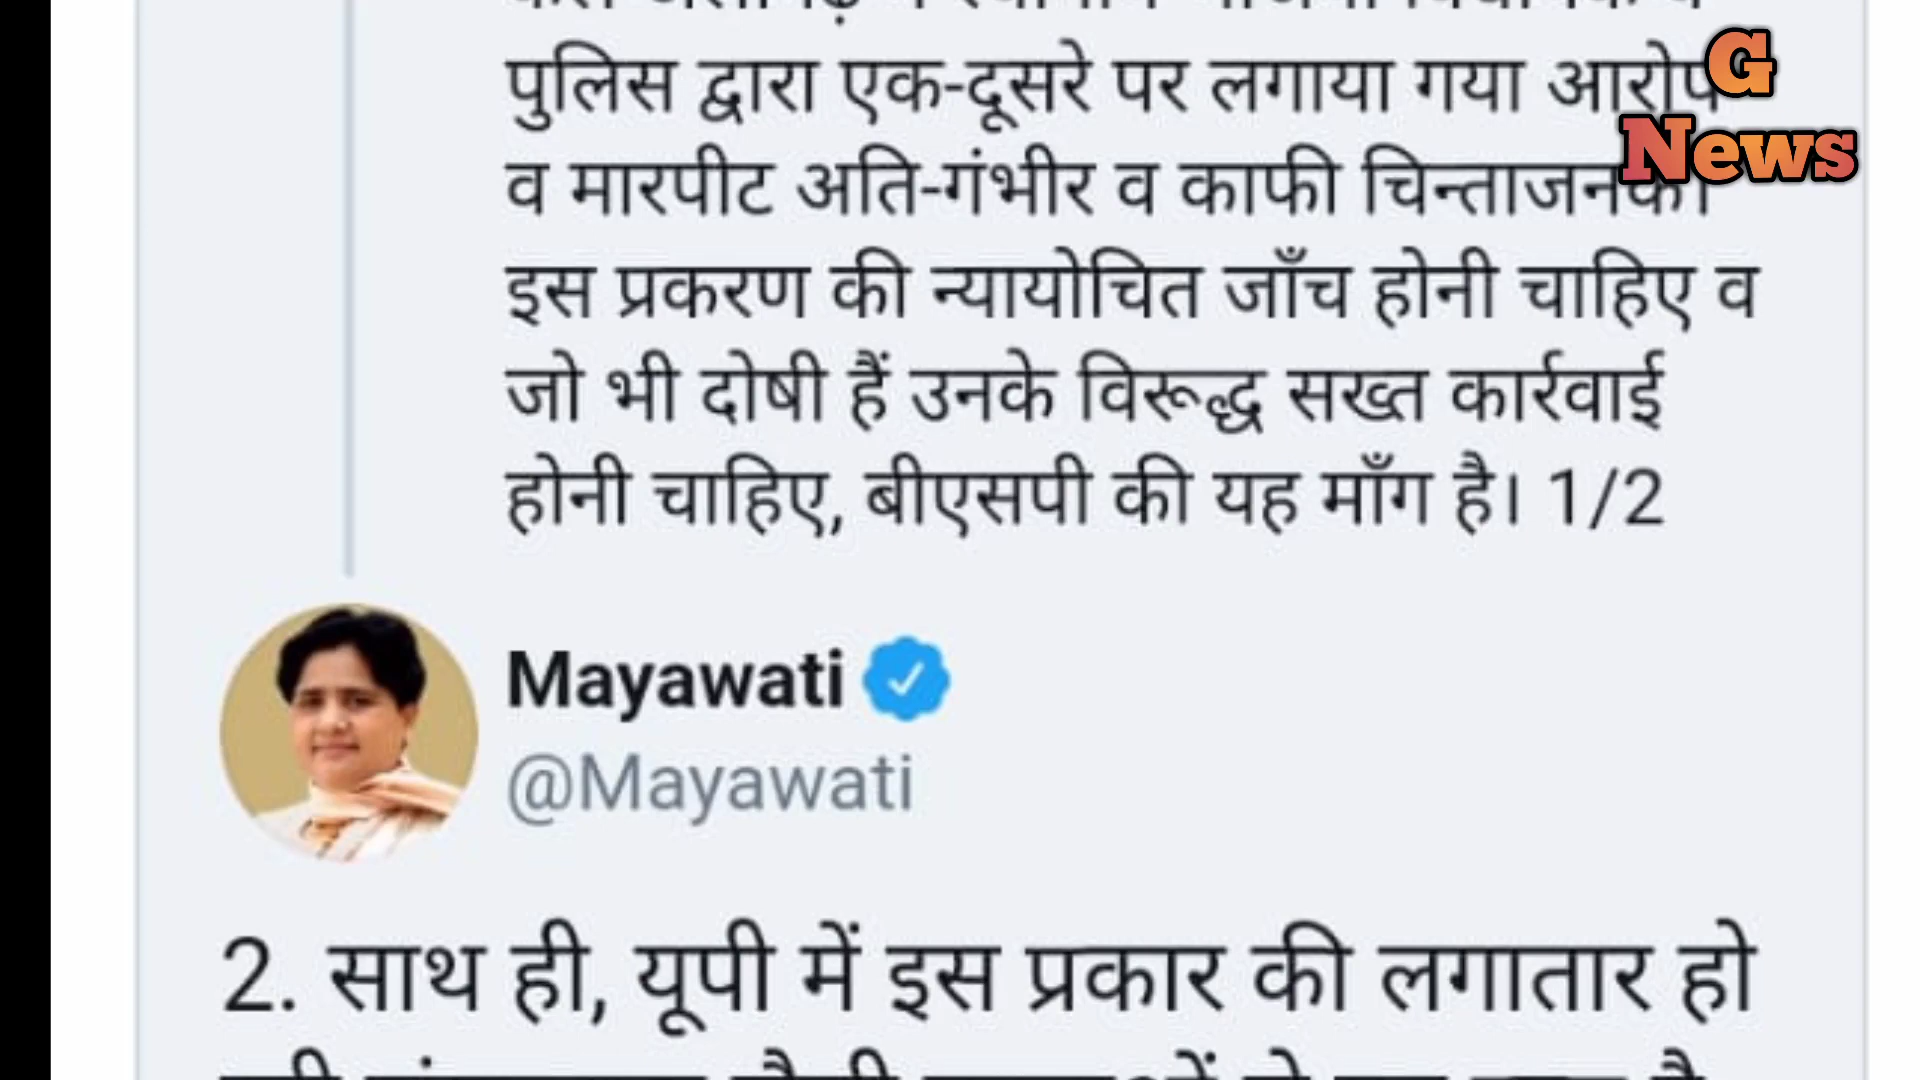 पुलिस द्वारा एक-दूसरे पर लगाया गया आरोप
व मारपीट अति-गंभीर व काफी चिन्ताजनक।
इस प्रकरण की न्यायोचित जाँच होनी चाहिए व
जो भी दोषी हैं उनके विरूद्ध सख्त कार्रवाई
होनी चाहिए, बीएसपी की यह माँग है। 1/2
G
News
Mayawati
@Mayawati
2. साथ ही, यूपी में इस प्रकार की लगातार हो